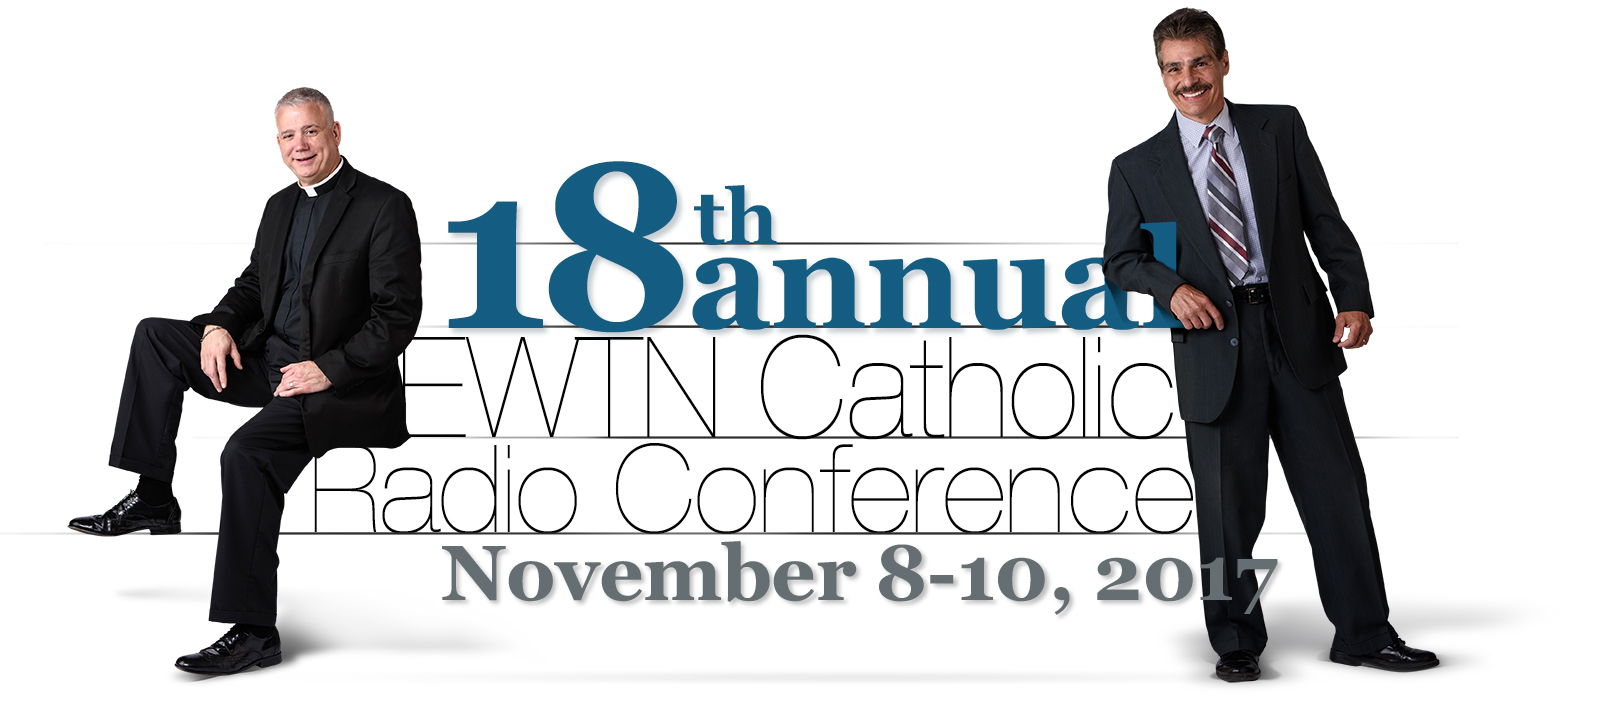 18th annual
EWTN Catholic
Radio Conference
November 8-10, 2017